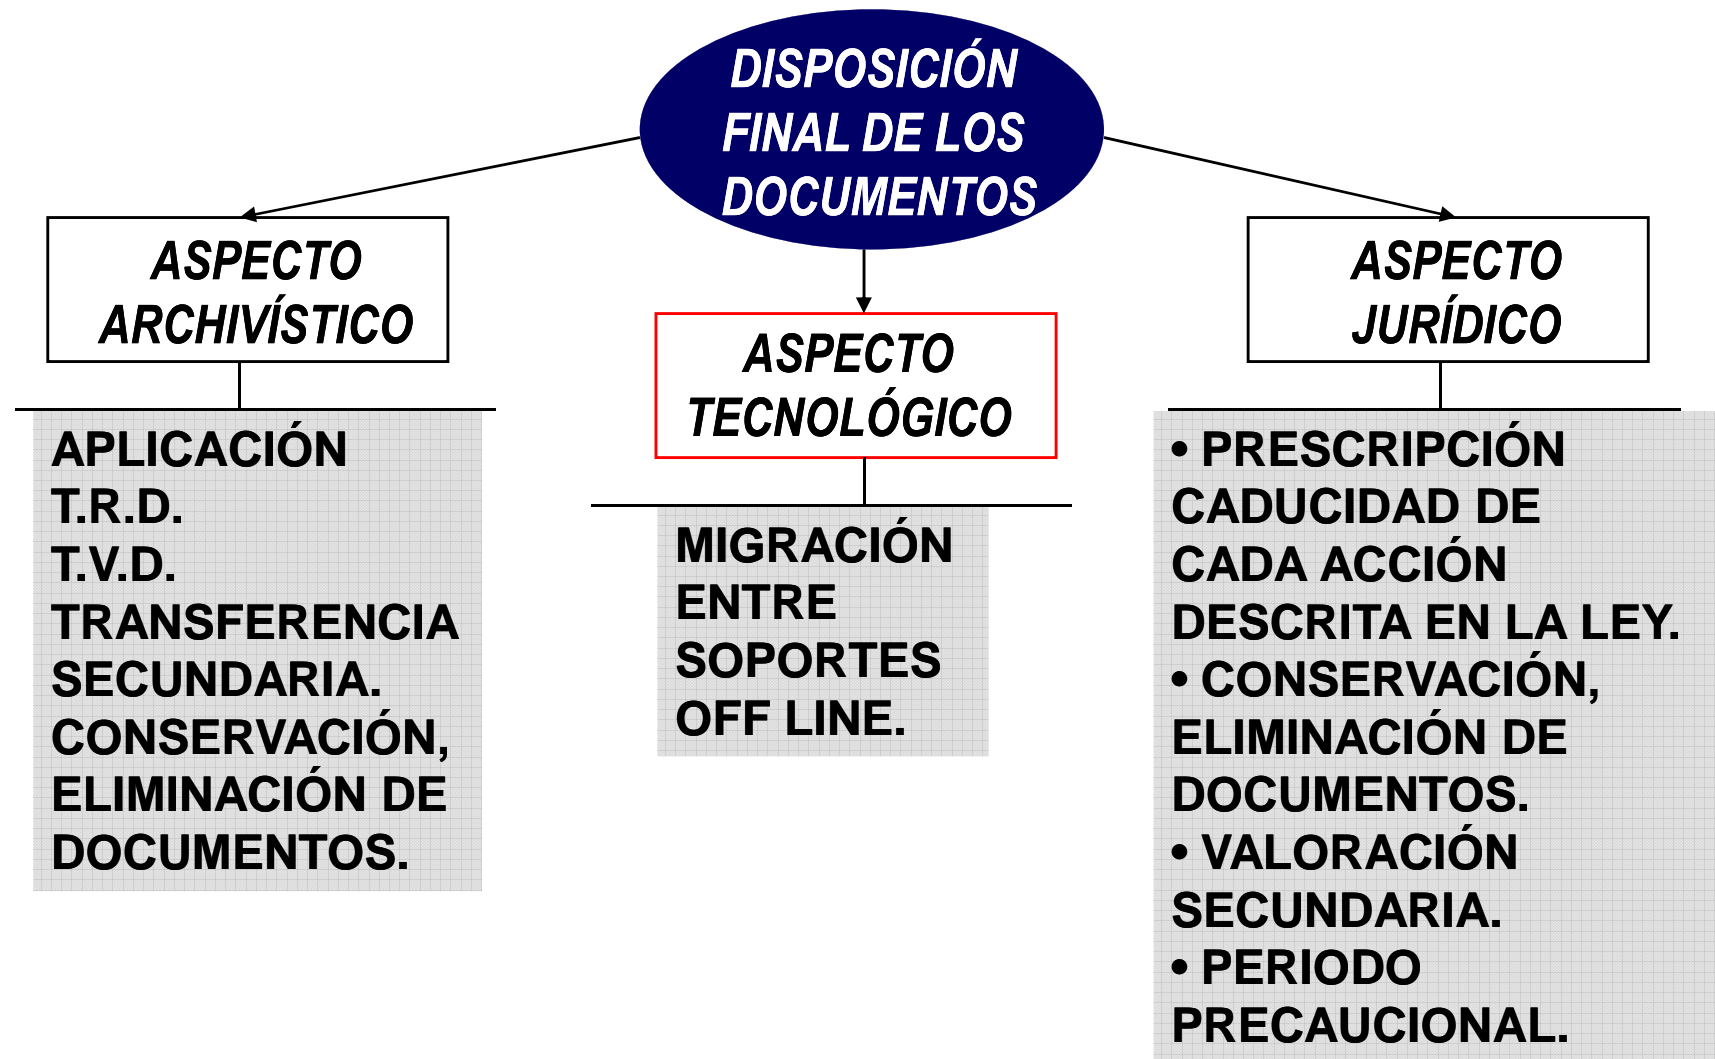 DISPOSICIÓN
FINAL DE LOS
DOCUMENTOS
ASPECTO
ARCHIVÍSTICO
APLICACIÓN
T.R.D.
T.V.D.
TRANSFERENCIA
SECUNDARIA.
CONSERVACIÓN,
ELIMINACIÓN DE
DOCUMENTOS.
ASPECTO
TECNOLÓGICO
MIGRACIÓN
ENTRE
SOPORTES
OFF LINE.
ASPECTO
JURÍDICO
• PRESCRIPCIÓN
CADUCIDAD DE
CADA ACCIÓN
DESCRITA EN LA LEY.
• CONSERVACIÓN,
ELIMINACIÓN DE
DOCUMENTOS.
• VALORACIÓN
SECUNDARIA.
• PERIODO
PRECAUCIONAL.